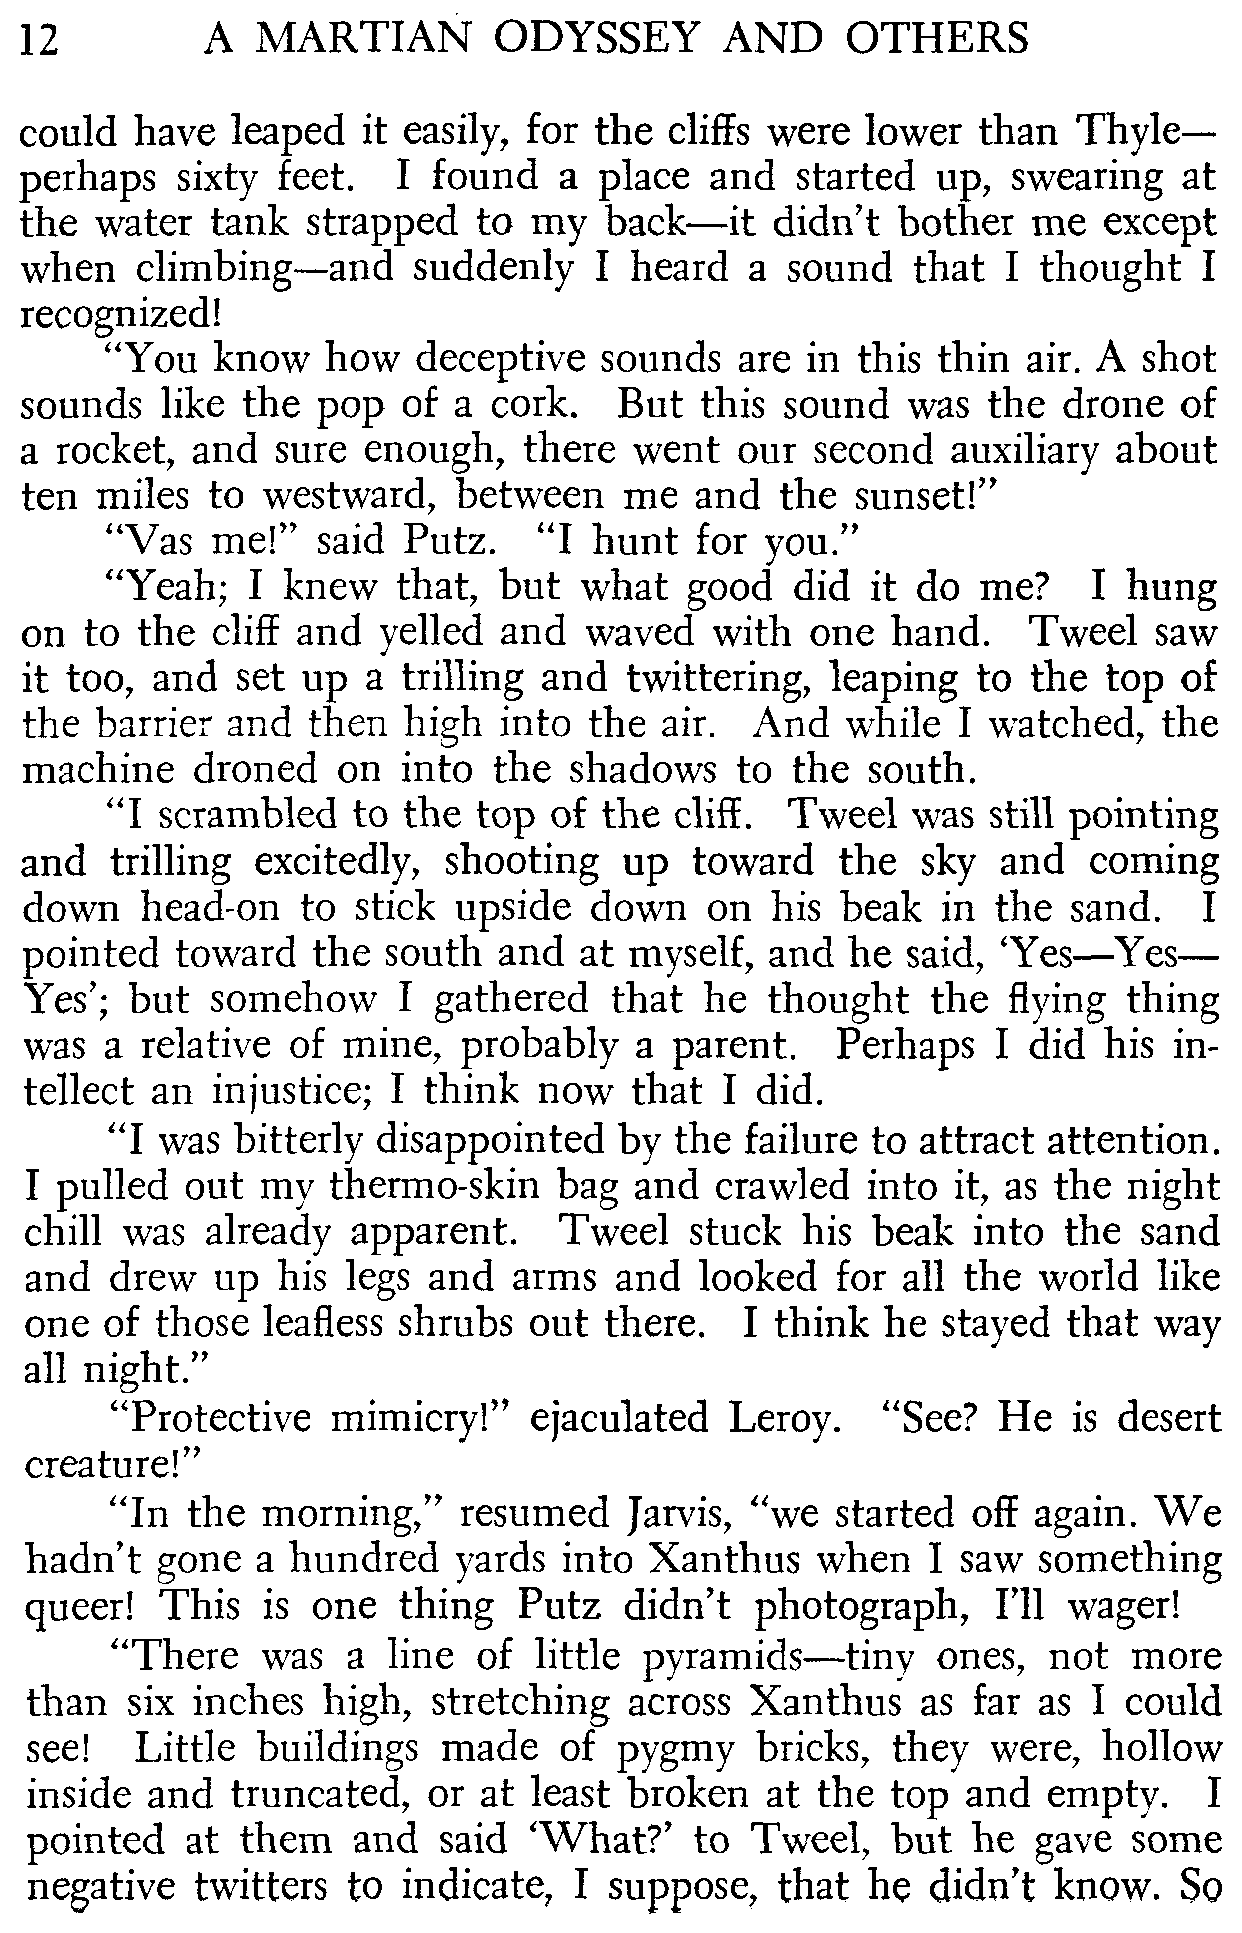 12 A MARTIAN ODYSSEY AND OTHERS
could have leaped it easily, for the cliffs were lower than Thyle—
perhaps sixty feet. I found a place and started up, swearing at
the water tank strapped to my back—it didn't bother me except
when climbing—and suddenly I heard a sound that I thought I
recognized!
"You know how deceptive sounds are in this thin air. A shot
sounds like the pop of a cork. But this sound was the drone of
a rocket, and sure enough, there went our second auxiliary about
ten miles to westward, between me and the sunset!"
"Vas me!" said Putz. "I hunt for you."
"Yeah; I knew that, but what good did it do me? I hung
on to the cliff and yelled and waved with one hand. Tweel saw
it too, and set up a trilling and twittering, leaping to the top of
the barrier and then high into the air. And while I watched, the
machine droned on into the shadows to the south.
"I scrambled to the top of the cliff. Tweel was still pointing
and trilling excitedly, shooting up toward the sky and coming
down head-on to stick upside down on his beak in the sand. I
pointed toward the south and at myself, and he said, 'Yes—Yes—
Yes'; but somehow I gathered that he thought the flying thing
was a relative of mine, probably a parent. Perhaps I did his in-
tellect an injustice; I think now that I did.
"I was bitterly disappointed by the failure to attract attention.
I pulled out my thermo-skin bag and crawled into it, as the night
chill was already apparent. Tweel stuck his beak into the sand
and drew up his legs and arms and looked for all the world like
one of those leafless shrubs out there. I think he stayed that way
all night."
"Protective mimicry!" ejaculated Leroy. "See? He is desert
creature!"
"In the morning," resumed Jarvis, "we started off again. We
hadn't gone a hundred yards into Xanthus when I saw something
queer! This is one thing Putz didn't photograph, I'll wager!
"There was a line of little pyramids—tiny ones, not more
than six inches high, stretching across Xanthus as far as I could
see! Little buildings made of pygmy bricks, they were, hollow
inside and truncated, or at least broken at the top and empty. I
pointed at them and said 'What?' to Tweel, but he gave some
negative twitters to indicate, I suppose, that he didn't know. So